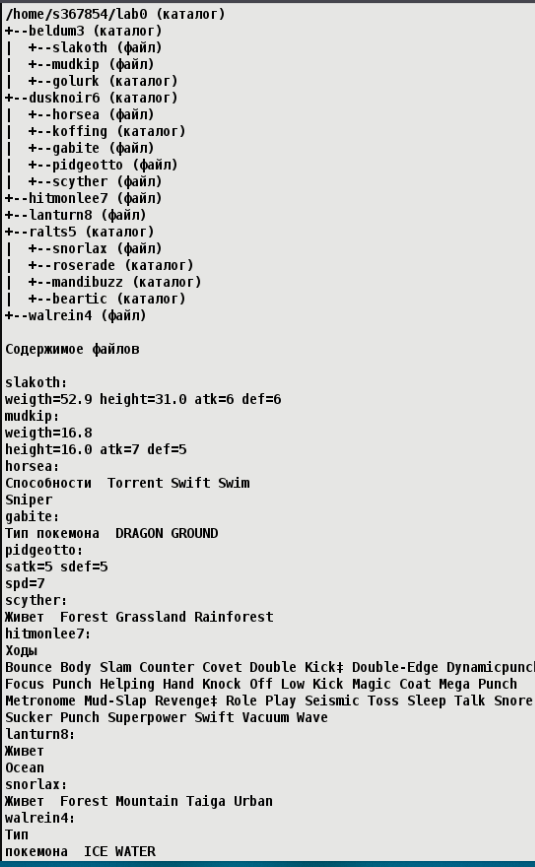 /home/s367854/lab0 (каталог)
+--beldum3 (каталог)
|  +--slakoth (файл)
|  +--mudkip (файл)
|  +--golurk (каталог)
+--dusknoir6 (каталог)
|  +--horsea (файл)
|  +--koffing (каталог)
|  +--gabite (файл)
|  +--pidgeotto (файл)
|  +--scyther (файл)
+--hitmonlee7 (файл)
+--lanturn8 (файл)
+--ralts5 (каталог)
|  +--snorlax (файл)
|  +--roserade (каталог)
|  +--mandibuzz (каталог)
|  +--beartic (каталог)
+--walrein4 (файл)
Содержимое файлов
slakoth:
weigth=52.9 height=31.0 atk=6 def=6
mudkip:
weigth=16.8
height=16.0 atk=7 def=5
horsea:
Способности  Torrent Swift Swim
Sniper
gabite:
Тип покемона  DRAGON GROUND
pidgeotto:
satk=5 sdef=5
spd=7
scyther:
Живет  Forest Grassland Rainforest
hitmonlee7:
Ходы
Bounce Body Slam Counter Covet Double Kick‡ Double-Edge Dynamicpunch
Focus Punch Helping Hand Knock Off Low Kick Magic Coat Mega Punch
Metronome Mud-Slap Revenge‡ Role Play Seismic Toss Sleep Talk Snore
Sucker Punch Superpower Swift Vacuum Wave
lanturn8:
Живет
Ocean
snorlax:
Живет  Forest Mountain Taiga Urban
walrein4:
Тип
покемона  ICE WATER